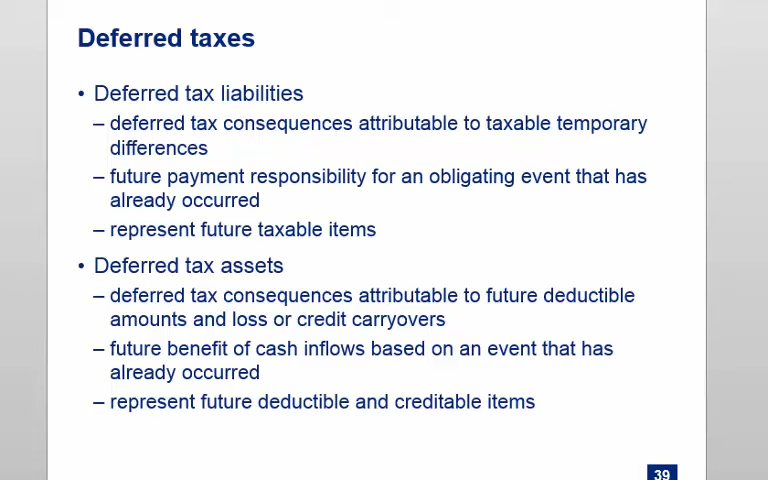 Deferred taxes
• Deferred tax liabilities
– deferred tax consequences attributable to taxable temporary
differences
– future payment responsibility for an obligating event that has
already occurred
– represent future taxable items
• Deferred tax assets
– deferred tax consequences attributable to future deductible
amounts and loss or credit carryovers
– future benefit of cash inflows based on an event that has
already occurred
– represent future deductible and creditable items
39